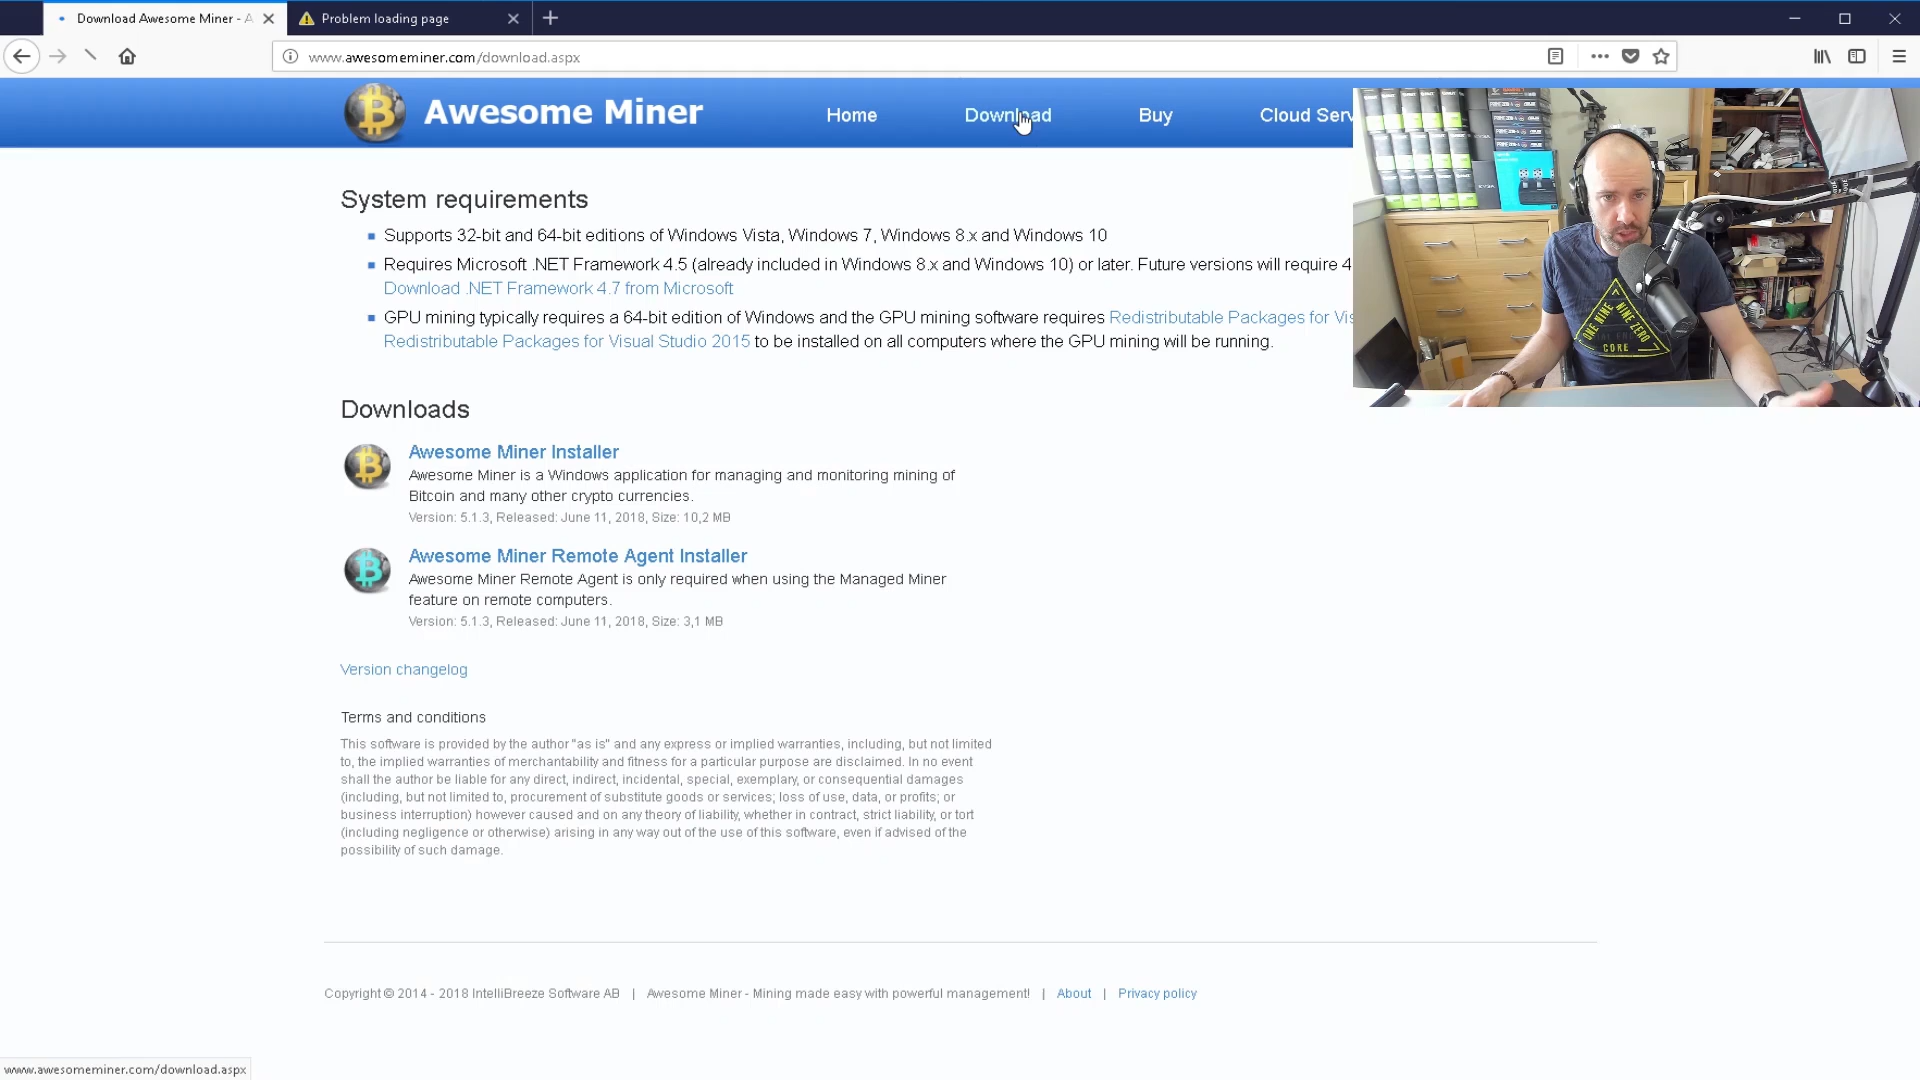 Download Awesome Miner - A
Problem loading page
www.awesomeminer.com/download.aspx
Awesome Miner
Home
Download
Buy
Cloud Serv
System requirements
Supports 32-bit and 64-bit editions of Windows Vista, Windows 7, Windows 8.x and Windows 10
Requires Microsoft .NET Framework 4.5 (already included in Windows 8.x and Windows 10) or later. Future versions will require 4
Download .NET Framework 4.7 from Microsoft
GPU mining typically requires a 64-bit edition of Windows and the GPU mining software requires Redistributable Packages for Vis
Redistributable Packages for Visual Studio 2015 to be installed on all computers where the GPU mining will be running.
ONE NINE NINE ZERO
CORE
Downloads
Awesome Miner Installer
Awesome Miner is a Windows application for managing and monitoring mining of
Bitcoin and many other crypto currencies.
Version: 5.1.3, Released: June 11, 2018, Size: 10,2 MB
Awesome Miner Remote Agent Installer
Awesome Miner Remote Agent is only required when using the Managed Miner
feature on remote computers.
Version: 5.1.3, Released: June 11, 2018, Size: 3,1 MB
Version changelog
Terms and conditions
This software is provided by the author "as is" and any express or implied warranties, including, but not limited
to, the implied warranties of merchantability and fitness for a particular purpose are disclaimed. In no event
shall the author be liable for any direct, indirect, incidental, special, exemplary, or consequential damages
(including, but not limited to, procurement of substitute goods or services; loss of use, data, or profits; or
business interruption) however caused and on any theory of liability, whether in contract, strict liability, or tort
(including negligence or otherwise) arising in any way out of the use of this software, even if advised of the
possibility of such damage.
Copyright © 2014 - 2018 IntelliBreeze Software AB | Awesome Miner - Mining made easy with powerful management! | About | Privacy policy
www.awesomeminer.com/download.aspx